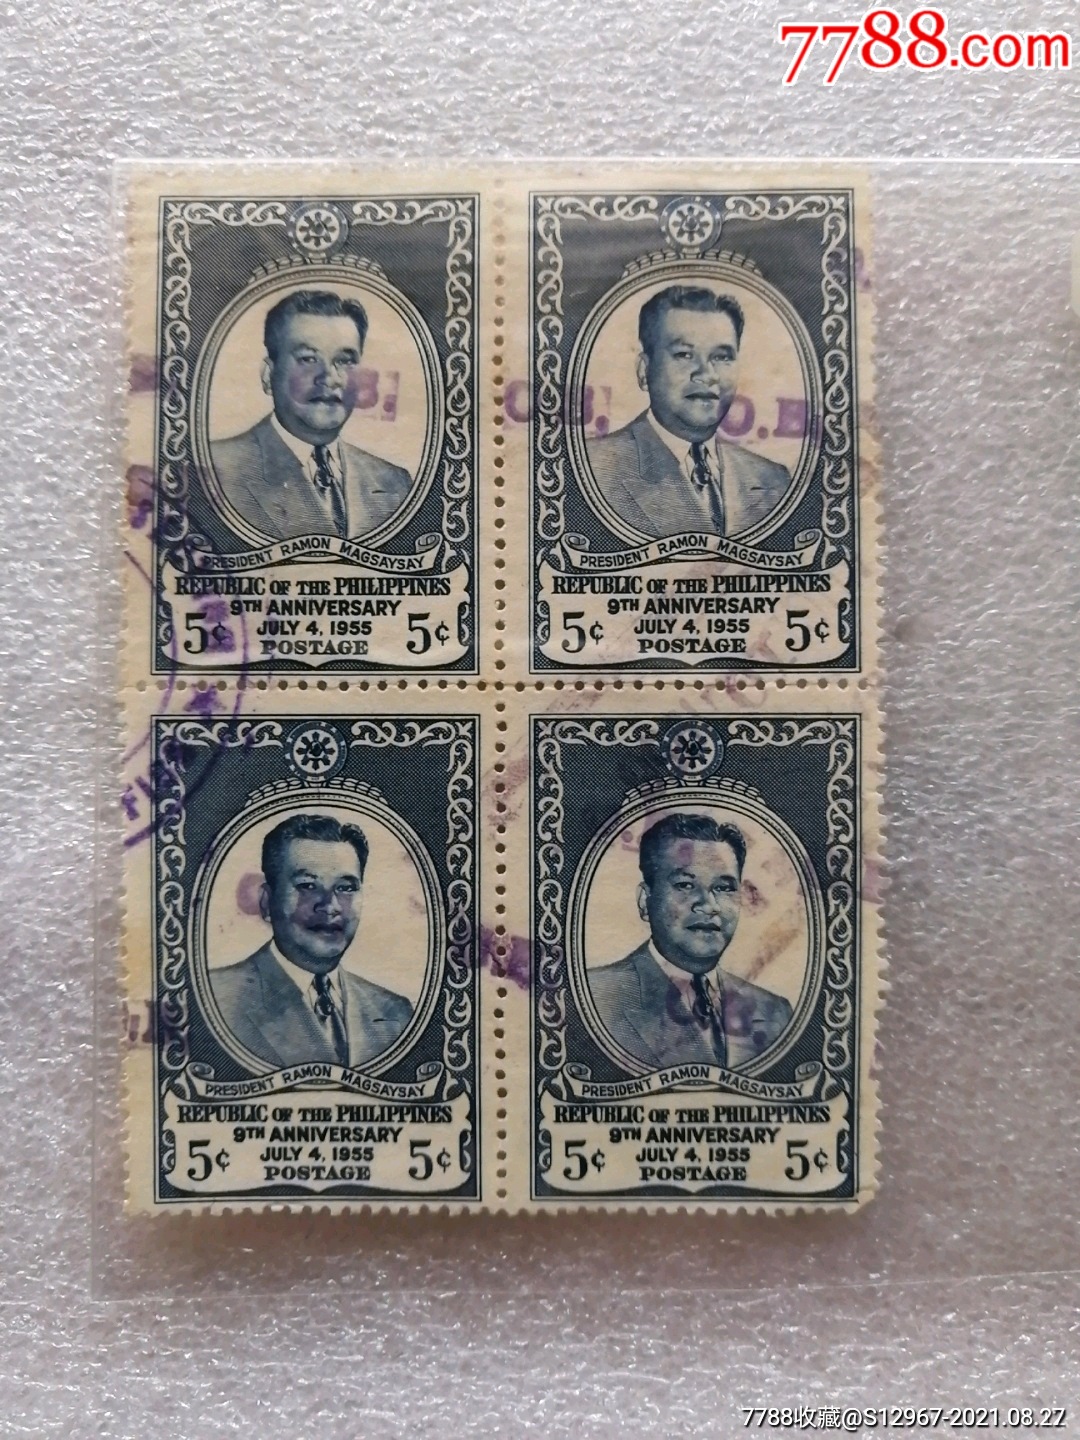 7788.com
O.B.
O.B.
O.B.
PRESIDENT RAMON MAGSAYSAY
REPUBLIC OF THE PHILIPPINES
9TH ANNIVERSARY
5¢ JULY 4, 1955 5¢
POSTAGE
PRESIDENT RAMON MAGSAYSAY
REPUBLIC OF THE PHILIPPINES
9TH ANNIVERSARY
5¢ JULY 4, 1955 5¢
POSTAGE
O.B.
PRESIDENT RAMON MAGSAYSAY
REPUBLIC OF THE PHILIPPINES
9TH ANNIVERSARY
5¢ JULY 4, 1955 5¢
POSTAGE
PRESIDENT RAMON MAGSAYSAY
REPUBLIC OF THE PHILIPPINES
9TH ANNIVERSARY
5¢ JULY 4, 1955 5¢
POSTAGE
7788收藏@S12967-2021.08.27